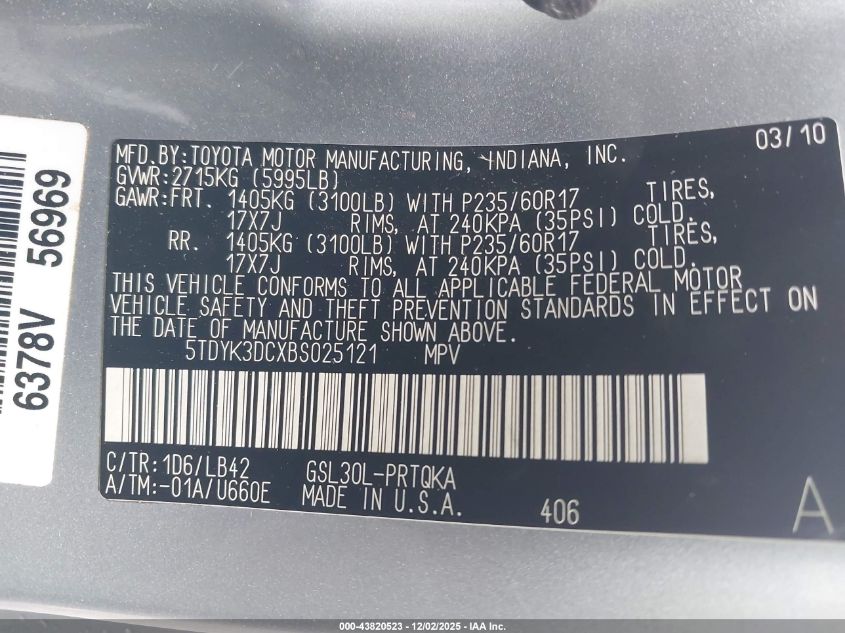 MFD.BY:TOYOTA MOTOR MANUFACTURING, INDIANA, INC. 03/10
GVWR:2715KG (5995LB)
GAWR:FRT. 1405KG (3100LB) WITH P235/60R17 TIRES,
17X7J RIMS, AT 240KPA (35PSI) COLD.
RR. 1405KG (3100LB) WITH P235/60R17 TIRES,
17X7J RIMS, AT 240KPA (35PSI) COLD.
THIS VEHICLE CONFORMS TO ALL APPLICABLE FEDERAL MOTOR
VEHICLE SAFETY AND THEFT PREVENTION STANDARDS IN EFFECT ON
THE DATE OF MANUFACTURE SHOWN ABOVE.
5TDYK3DCXBS025121 MPV
C/TR:1D6/LB42 GSL30L-PRTQKA
A/TM:-01A/U660E MADE IN U.S.A. 406 A
6378V 56969
000-43820523 - 12/02/2025 - IAA Inc.